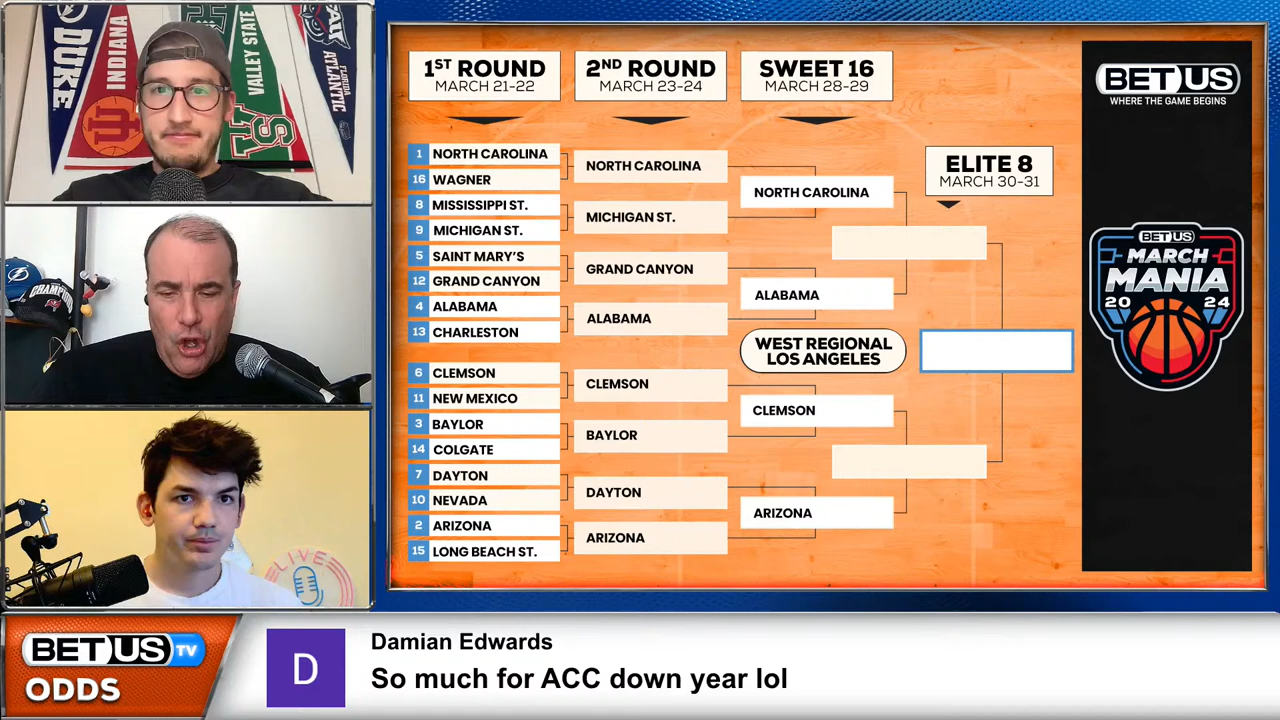 DUKE
INDIANA
VALLEY STATE
FLORIDA
ATLANTIC
LIVE
1ST ROUND
MARCH 21-22
2ND ROUND
MARCH 23-24
SWEET 16
MARCH 28-29
ELITE 8
MARCH 30-31
1 NORTH CAROLINA
16 WAGNER
8 MISSISSIPPI ST.
9 MICHIGAN ST.
5 SAINT MARY'S
12 GRAND CANYON
4 ALABAMA
13 CHARLESTON
6 CLEMSON
11 NEW MEXICO
3 BAYLOR
14 COLGATE
7 DAYTON
10 NEVADA
2 ARIZONA
15 LONG BEACH ST.
NORTH CAROLINA
MICHIGAN ST.
GRAND CANYON
ALABAMA
CLEMSON
BAYLOR
DAYTON
ARIZONA
NORTH CAROLINA
ALABAMA
CLEMSON
ARIZONA
WEST REGIONAL
LOS ANGELES
BETUS
WHERE THE GAME BEGINS
BETUS
MARCH
MANIA
20 24
BETUS TV
ODDS
D
Damian Edwards
So much for ACC down year lol